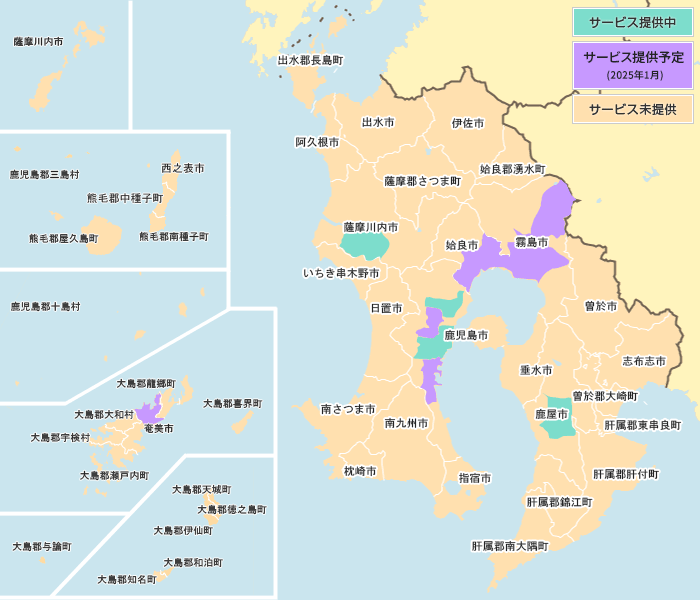 サービス提供中
サービス提供予定
(2025年1月)
サービス未提供
薩摩川内市
出水郡長島町
出水市
伊佐市
阿久根市
姶良郡湧水町
薩摩郡さつま町
鹿児島郡三島村
西之表市
熊毛郡中種子町
熊毛郡屋久島町
熊毛郡南種子町
薩摩川内市
姶良市
霧島市
いちき串木野市
鹿児島郡十島村
日置市
鹿児島市
曽於市
志布志市
垂水市
大島郡龍郷町
大島郡喜界町
大島郡大和村
奄美市
大島郡宇検村
大島郡瀬戸内町
南さつま市
南九州市
鹿屋市
曽於郡大崎町
肝属郡東串良町
枕崎市
指宿市
肝属郡肝付町
肝属郡錦江町
大島郡天城町
大島郡徳之島町
大島郡伊仙町
大島郡与論町
大島郡和泊町
大島郡知名町
肝属郡南大隅町